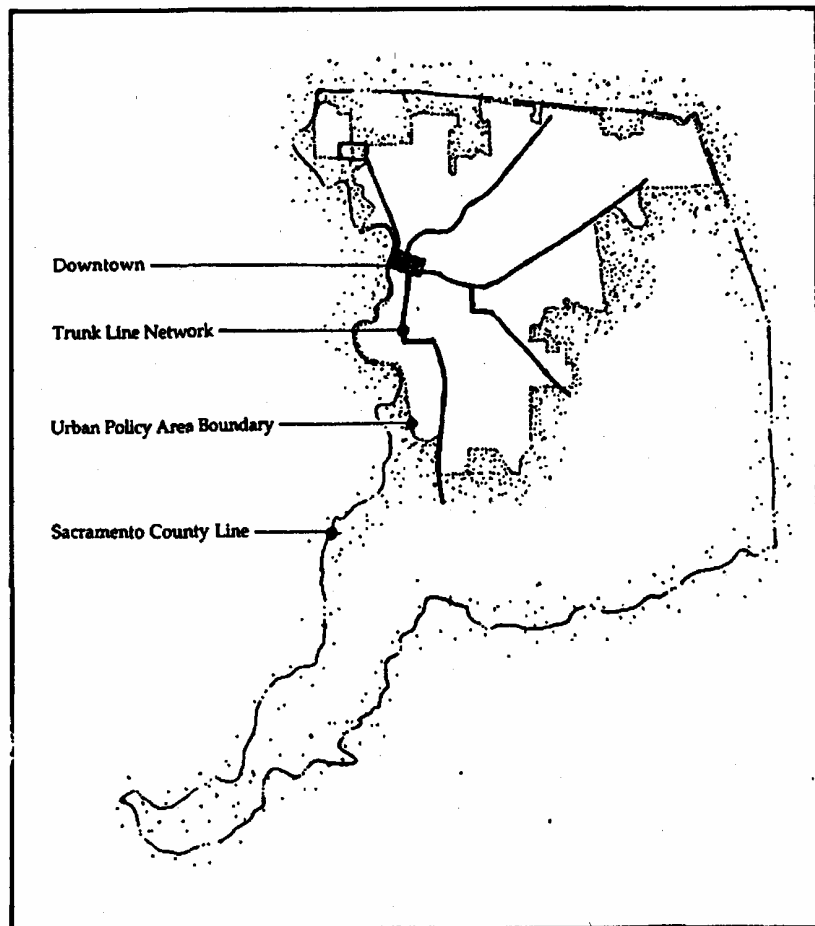 Downtown
Trunk Line Network
Urban Policy Area Boundary
Sacramento County Line